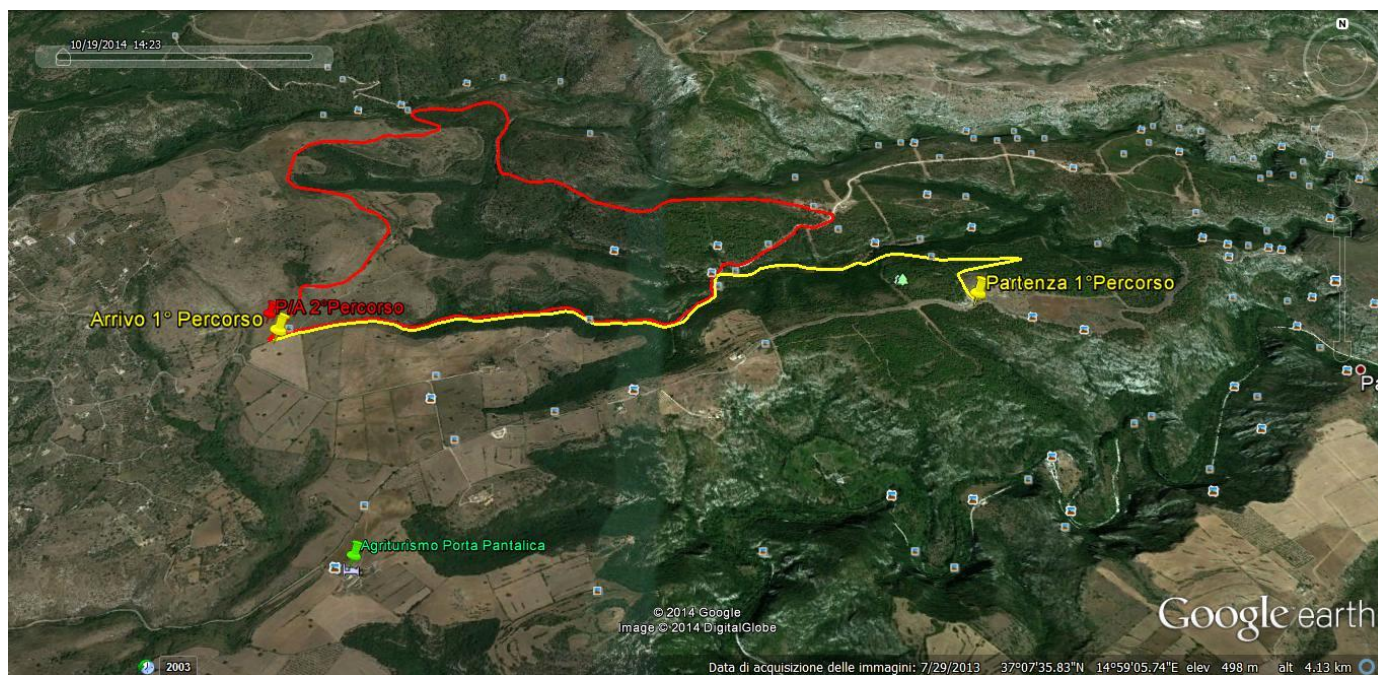 10/19/2014 14:23
N
P/A 2°Percorso
Arrivo 1° Percorso
Partenza 1°Percorso
Pa
Agriturismo Porta Pantalica
© 2014 Google
Image © 2014 DigitalGlobe
Google earth
2003
Data di acquisizione delle immagini: 7/29/2013 37°07'35.83"N 14°59'05.74"E elev 498 m alt 4.13 km